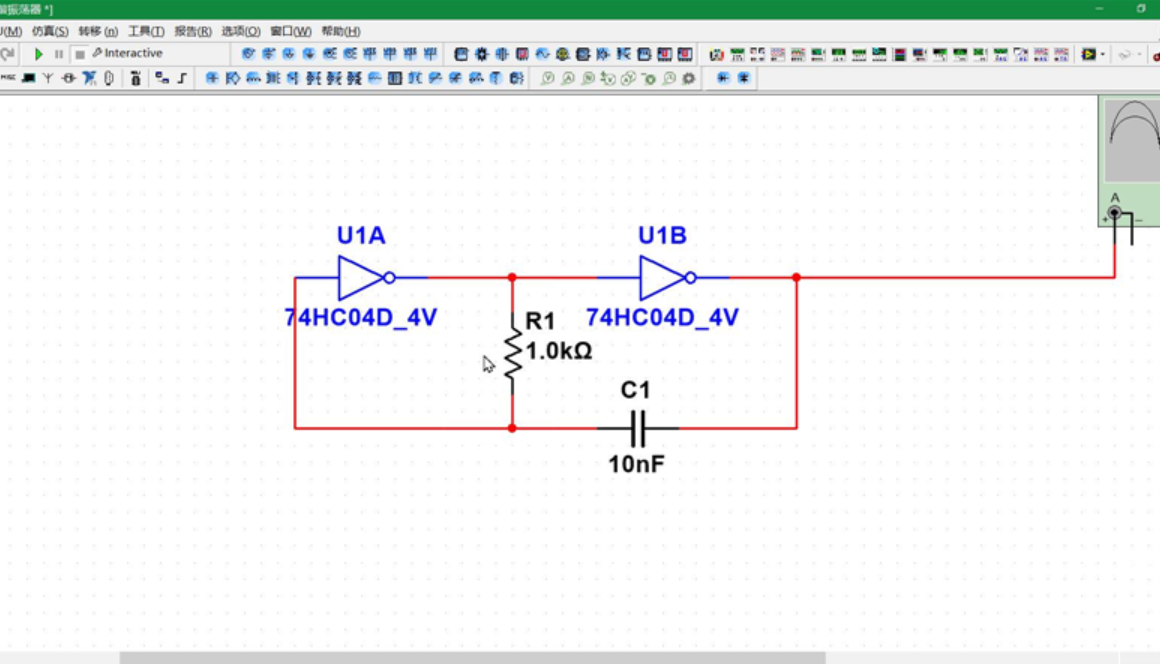 振荡器 *]
(M) 仿真(S) 转移(n) 工具(T) 报告(R) 选项(O) 窗口(W) 帮助(H)
Interactive
A
U1A
U1B
74HC04D_4V
74HC04D_4V
R1
1.0kΩ
C1
10nF